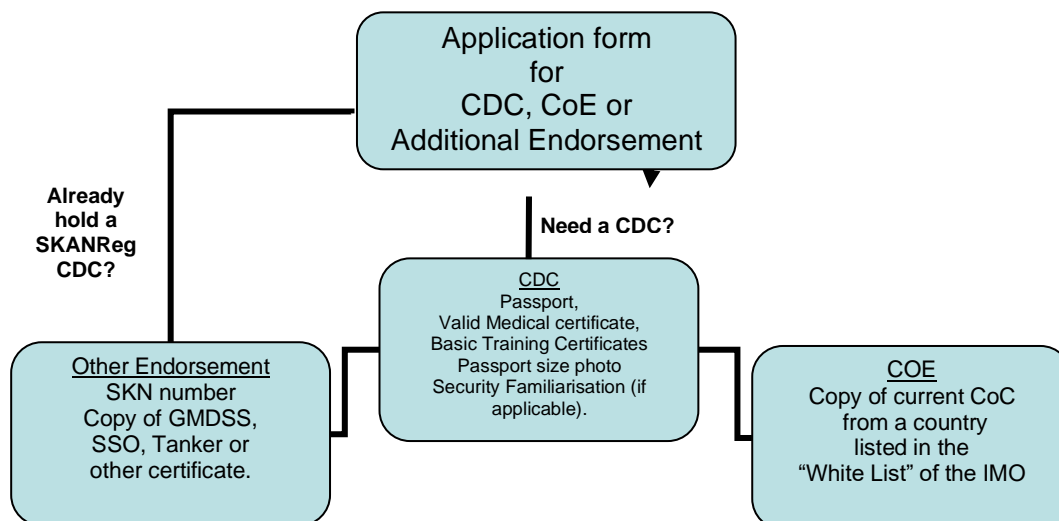 Application form
for
CDC, CoE or
Additional Endorsement
Already
hold a
SKANReg
CDC?
Need a CDC?
CDC
Passport,
Valid Medical certificate,
Basic Training Certificates
Passport size photo
Security Familiarisation (if
applicable).
Other Endorsement
SKN number
Copy of GMDSS,
SSO, Tanker or
other certificate.
COE
Copy of current CoC
from a country
listed in the
“White List” of the IMO